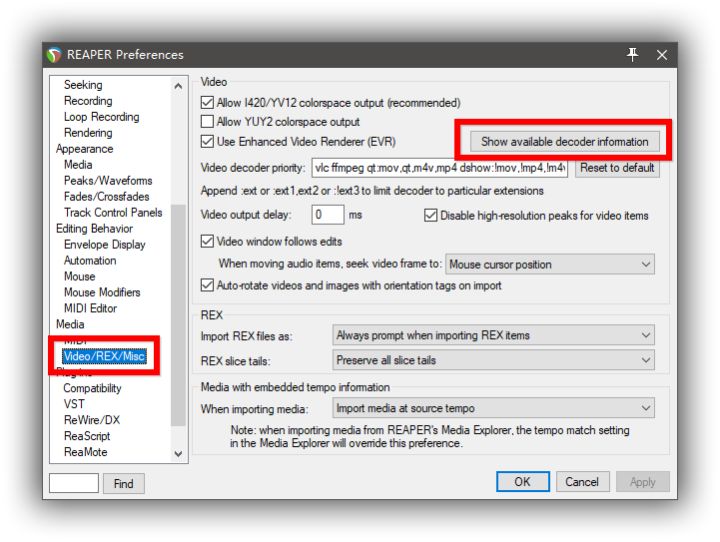 REAPER Preferences
Seeking
Recording
Loop Recording
Rendering
Appearance
Media
Peaks/Waveforms
Fades/Crossfades
Track Control Panels
Editing Behavior
Envelope Display
Automation
Mouse
Mouse Modifiers
MIDI Editor
Media
MIDI
Video/REX/Misc
Plug-ins
Compatibility
VST
ReWire/DX
ReaScript
ReaMote
Find
Video
Allow I420/YV12 colorspace output (recommended)
Allow YUY2 colorspace output
Use Enhanced Video Renderer (EVR)
Show available decoder information
Video decoder priority: vlc ffmpeg qt:mov,qt,m4v,mp4 dshow:!mov,!mp4,!m4v Reset to default
Append :ext or :ext1,ext2 or :!ext3 to limit decoder to particular extensions
Video output delay: 0 ms
Disable high-resolution peaks for video items
Video window follows edits
When moving audio items, seek video frame to: Mouse cursor position
Auto-rotate videos and images with orientation tags on import
REX
Import REX files as: Always prompt when importing REX items
REX slice tails: Preserve all slice tails
Media with embedded tempo information
When importing media: Import media at source tempo
Note: when importing media from REAPER's Media Explorer, the tempo match setting
in the Media Explorer will override this preference.
OK Cancel Apply